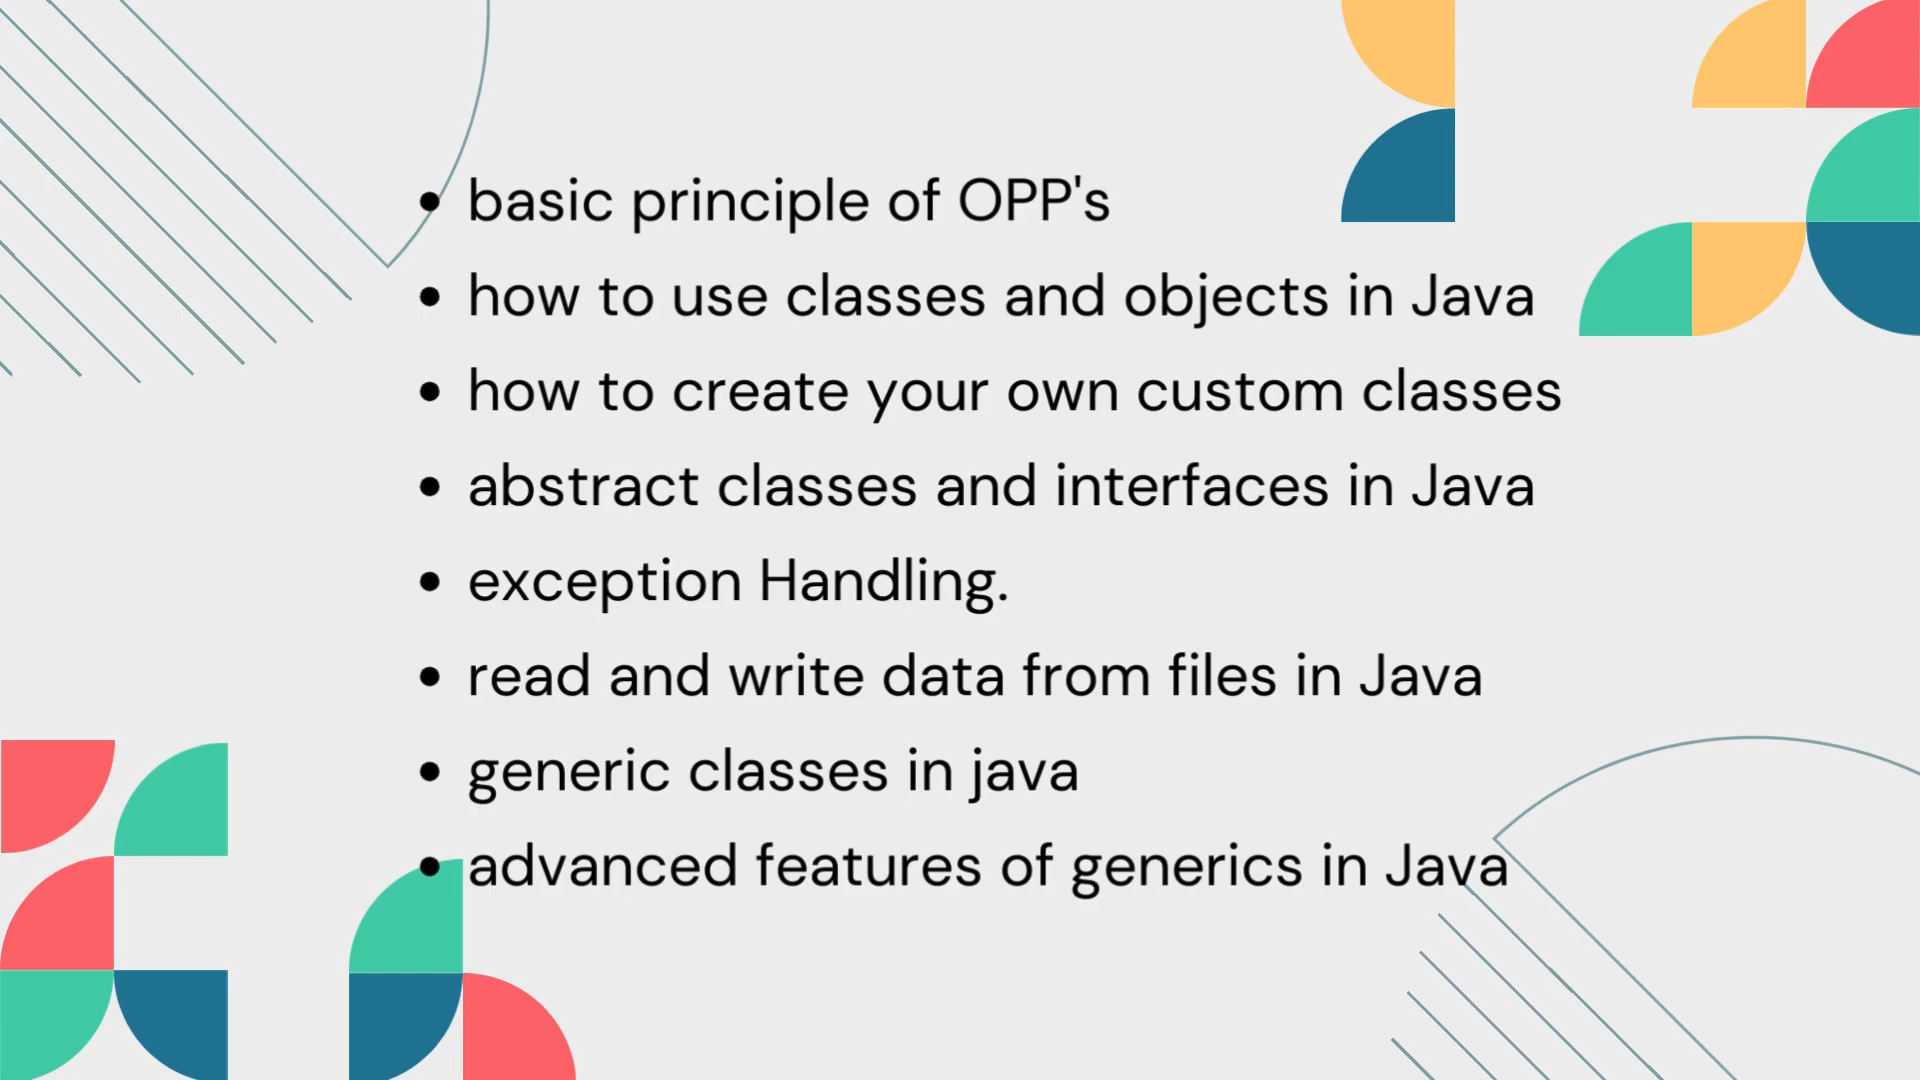 • basic principle of OPP's
• how to use classes and objects in Java
• how to create your own custom classes
• abstract classes and interfaces in Java
• exception Handling.
• read and write data from files in Java
• generic classes in java
• advanced features of generics in Java